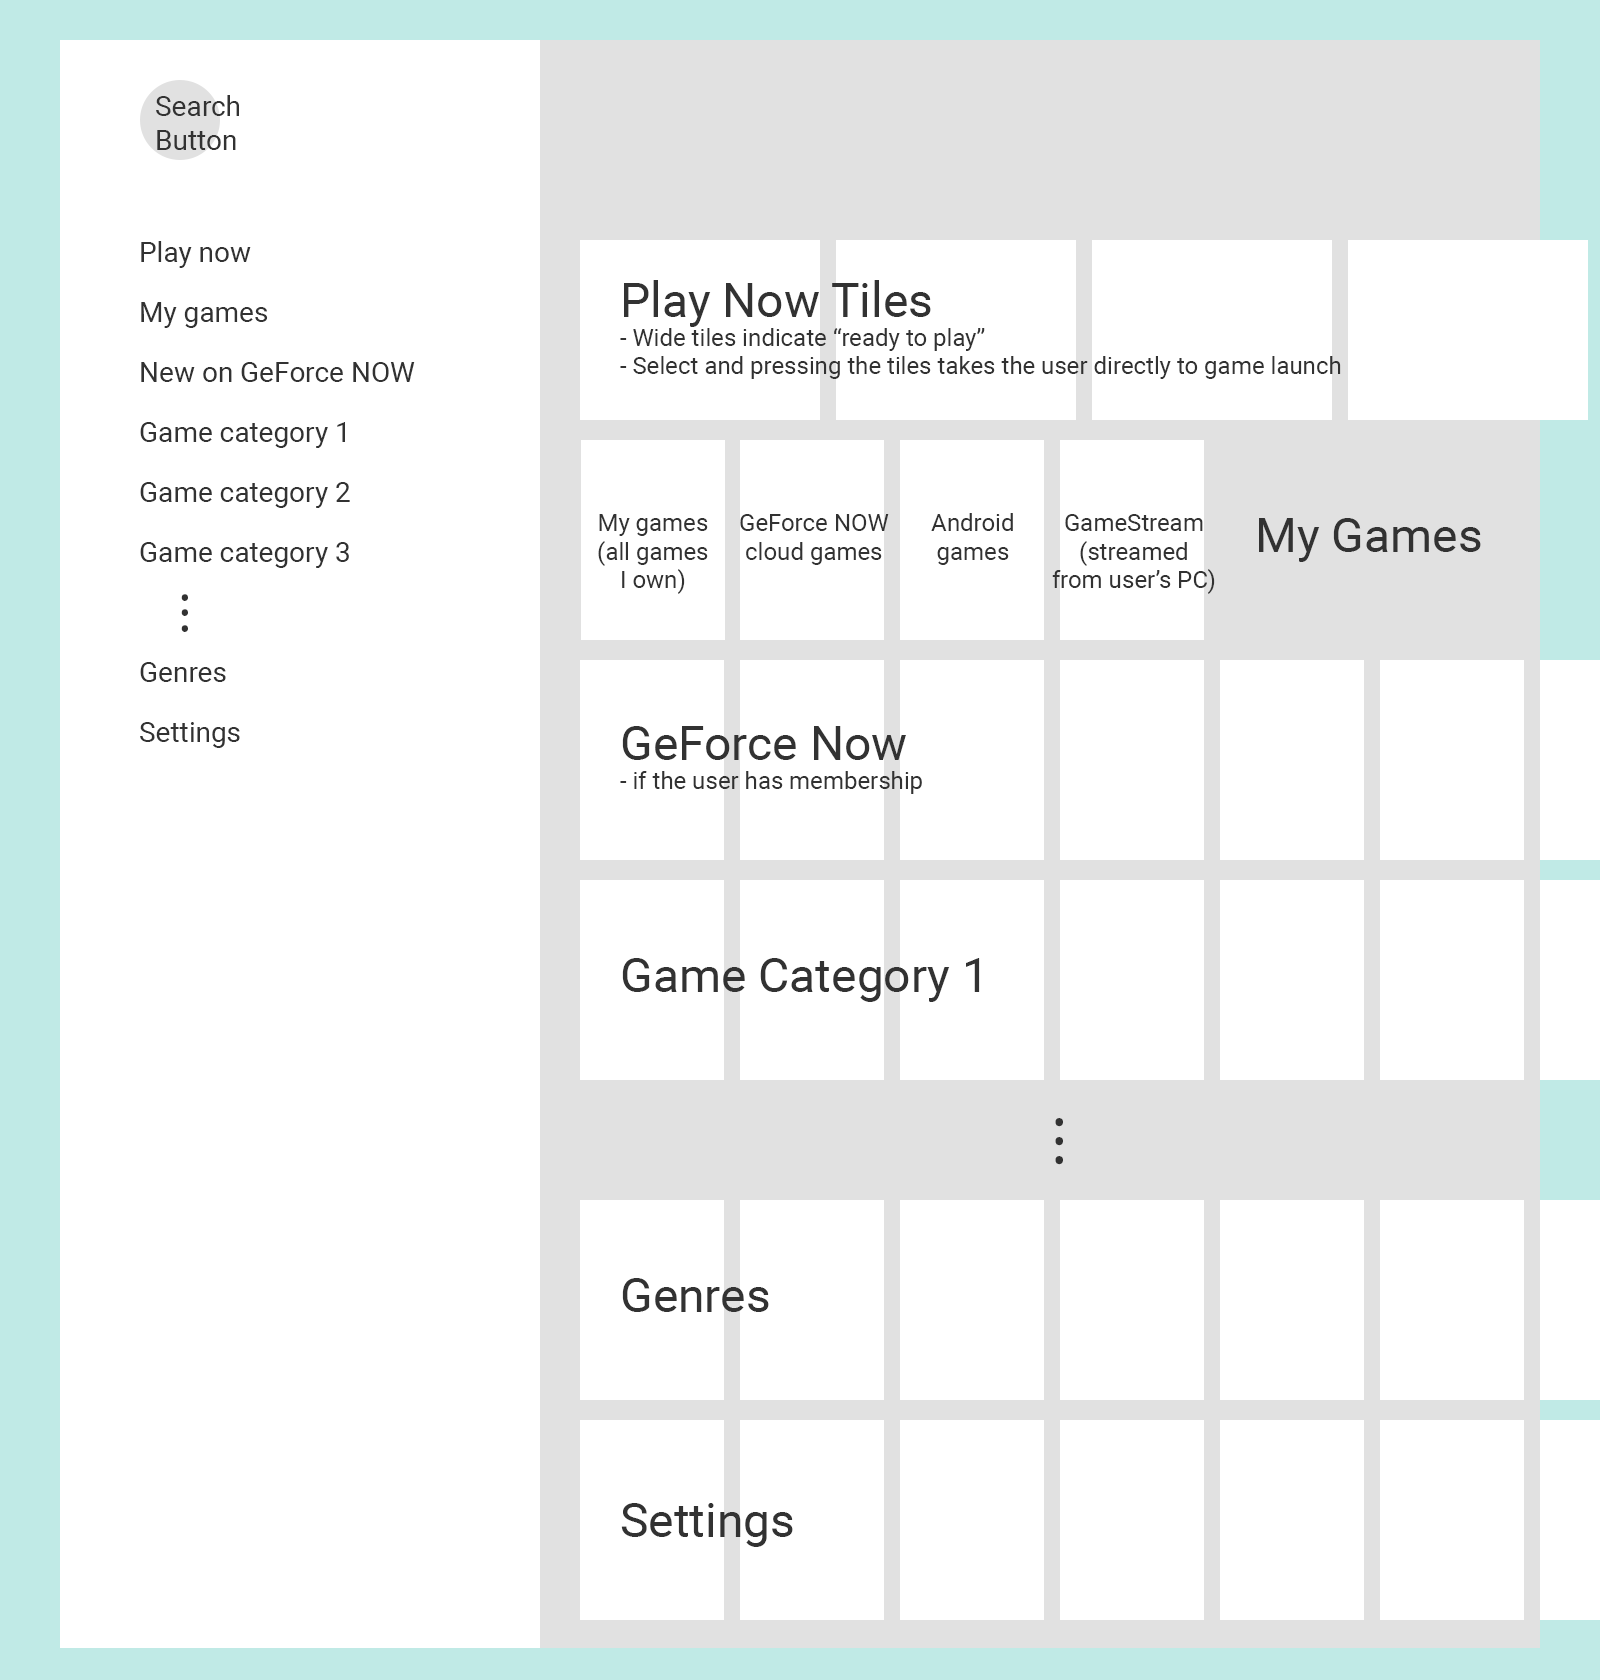 Search
Button
Play now
My games
New on GeForce NOW
Game category 1
Game category 2
Game category 3
Genres
Settings
Play Now Tiles
- Wide tiles indicate “ready to play”
- Select and pressing the tiles takes the user directly to game launch
My games
(all games
I own)
GeForce NOW
cloud games
Android
games
GameStream
(streamed
from user’s PC)
My Games
GeForce Now
- if the user has membership
Game Category 1
Genres
Settings